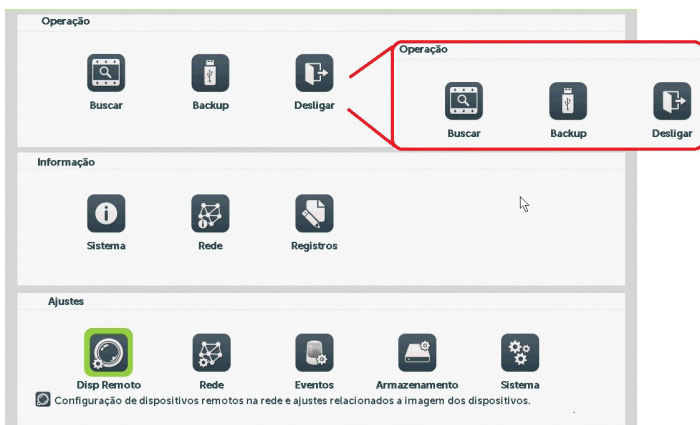 Operação
Buscar Backup Desligar
Operação
Buscar Backup Desligar
Informação
Sistema Rede Registros
Ajustes
Disp Remoto Rede Eventos Armazenamento Sistema
Configuração de dispositivos remotos na rede e ajustes relacionados a imagem dos dispositivos.